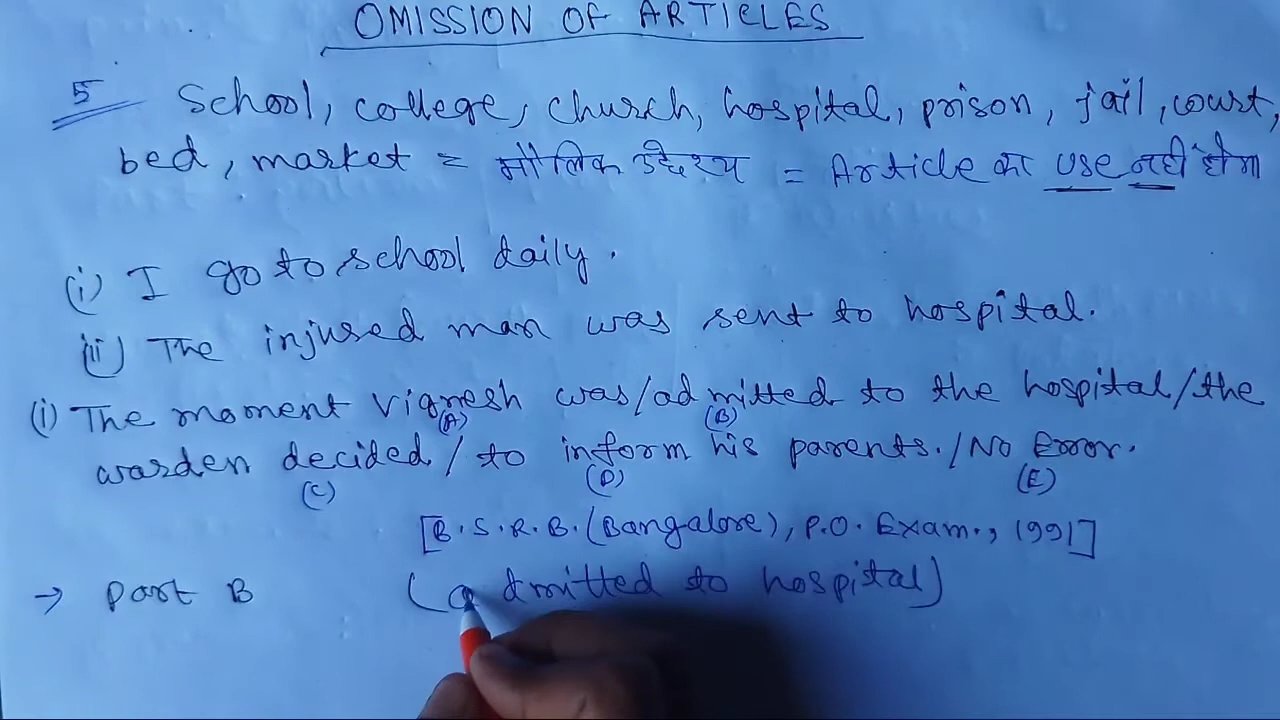 OMISSION OF ARTICLES
5 School, college, church, hospital, prison, jail, court,
bed, market = मौलिक उद्देश्य = Article का use नहीं होगा
(i) I go to school daily.
(ii) The injused man was sent to hospital.
(i) The moment Vignesh was/admitted to the hospital/the
(A) (B)
warden decided/ to inform his parents./No Error.
(C) (D) (E)
[B.S.R.B. (Bangalore), P.O. Exam., 1991]
→ Part B (admitted to hospital)